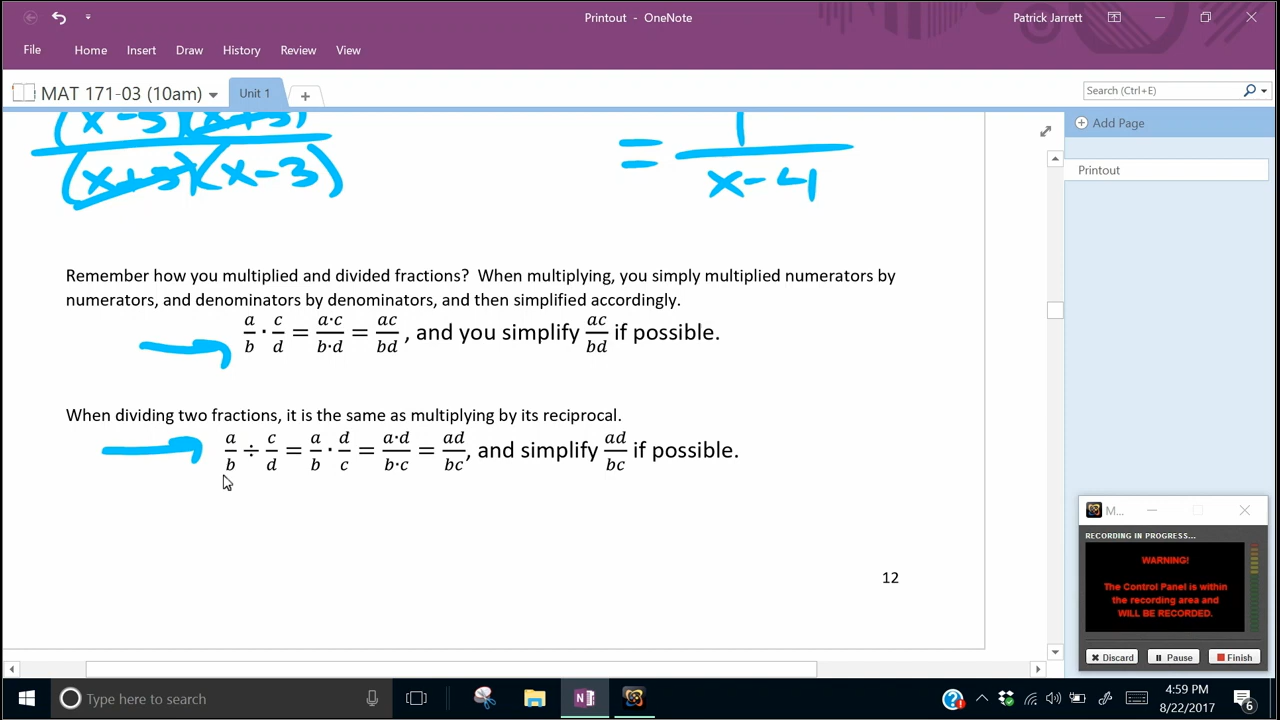 Printout - OneNote
Patrick Jarrett
File Home Insert Draw History Review View
MAT 171-03 (10am) Unit 1 +
Search (Ctrl+E)
Add Page
Printout
(x-3)(x+3)
(x+3)(x-3)
= 1
x-4
Remember how you multiplied and divided fractions? When multiplying, you simply multiplied numerators by
numerators, and denominators by denominators, and then simplified accordingly.
a/b · c/d = a·c/b·d = ac/bd , and you simplify ac/bd if possible.
When dividing two fractions, it is the same as multiplying by its reciprocal.
a/b ÷ c/d = a/b · d/c = a·d/b·c = ad/bc, and simplify ad/bc if possible.
12
M...
RECORDING IN PROGRESS...
WARNING!
The Control Panel is within
the recording area and
WILL BE RECORDED.
Discard Pause Finish
Type here to search
4:59 PM
8/22/2017
6